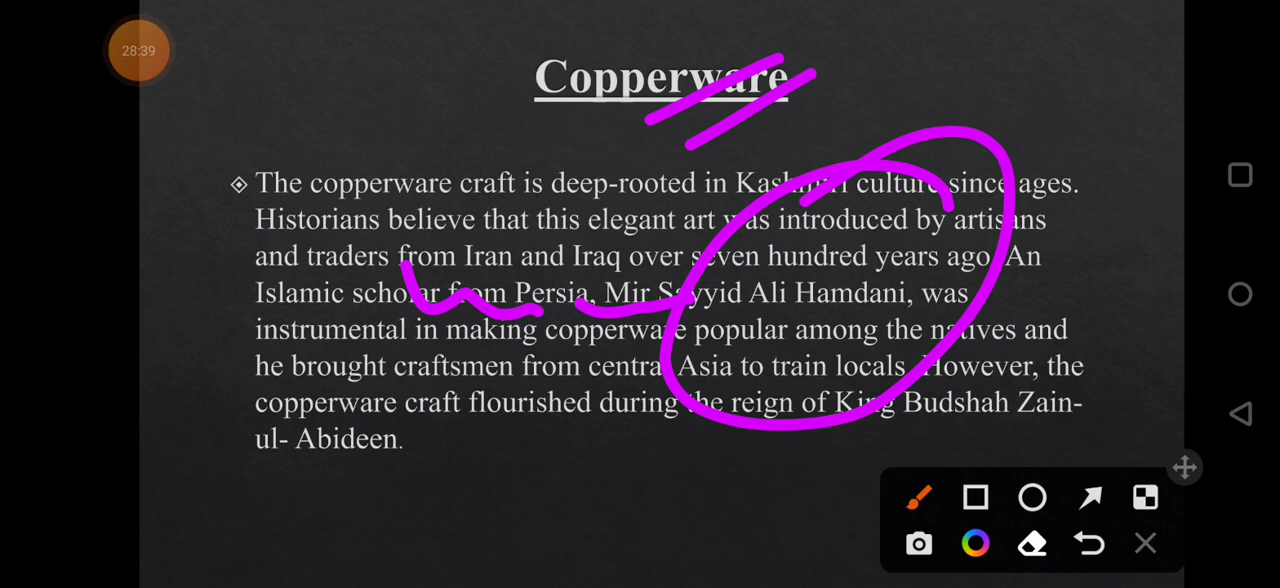 28:39
Copperware
The copperware craft is deep-rooted in Kashmiri culture since ages.
Historians believe that this elegant art was introduced by artisans
and traders from Iran and Iraq over seven hundred years ago. An
Islamic scholar from Persia, Mir Sayyid Ali Hamdani, was
instrumental in making copperware popular among the natives and
he brought craftsmen from central Asia to train locals. However, the
copperware craft flourished during the reign of King Budshah Zain-
ul- Abideen.